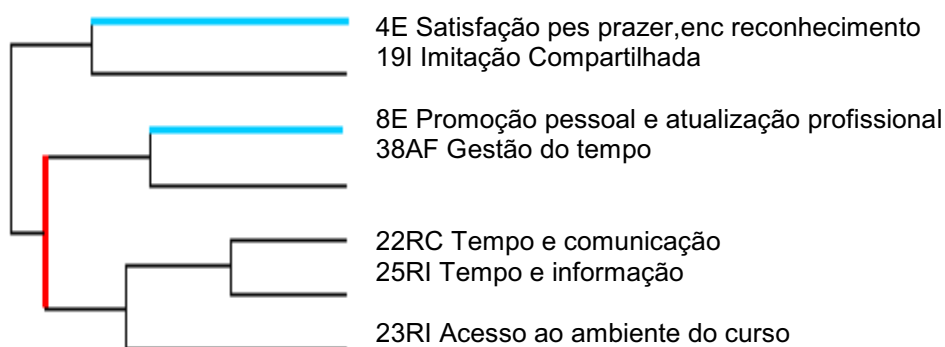 4E Satisfação pes prazer,enc reconhecimento
19I Imitação Compartilhada
8E Promoção pessoal e atualização profissional
38AF Gestão do tempo
22RC Tempo e comunicação
25RI Tempo e informação
23RI Acesso ao ambiente do curso